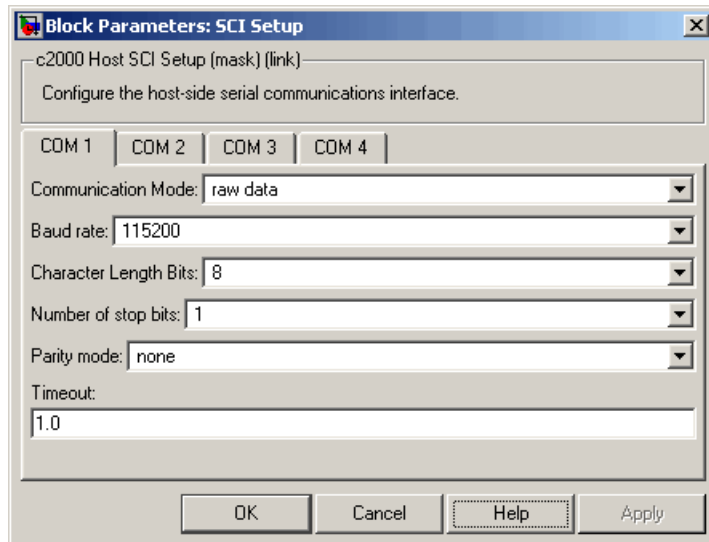 Block Parameters: SCI Setup
c2000 Host SCI Setup (mask) (link)
Configure the host-side serial communications interface.
COM 1 COM 2 COM 3 COM 4
Communication Mode: raw data
Baud rate: 115200
Character Length Bits: 8
Number of stop bits: 1
Parity mode: none
Timeout:
1.0
OK Cancel Help Apply